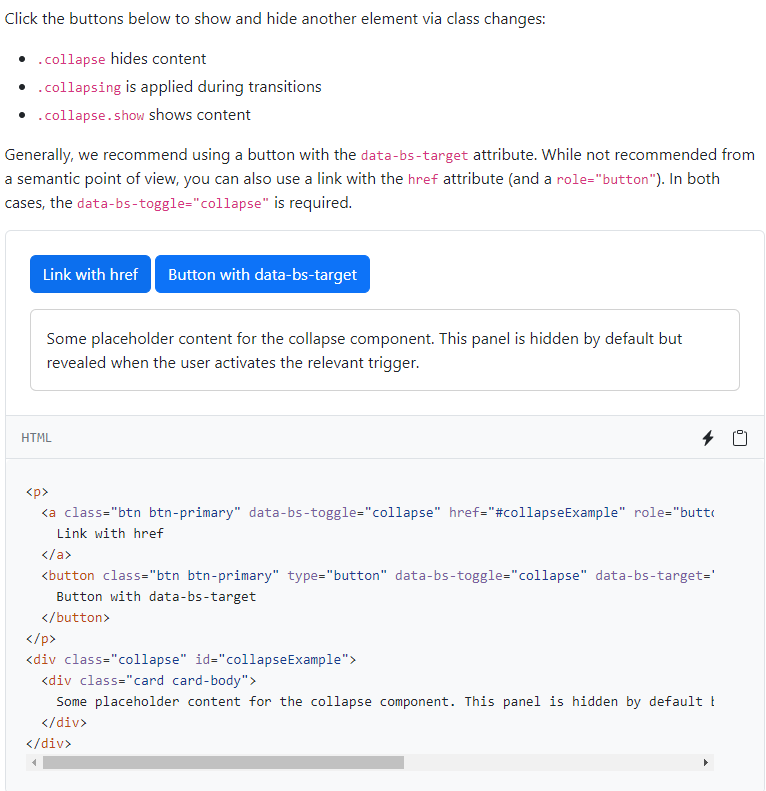 Click the buttons below to show and hide another element via class changes:
.collapse hides content
.collapsing is applied during transitions
.collapse.show shows content
Generally, we recommend using a button with the data-bs-target attribute. While not recommended from
a semantic point of view, you can also use a link with the href attribute (and a role="button"). In both
cases, the data-bs-toggle="collapse" is required.
Link with href Button with data-bs-target
Some placeholder content for the collapse component. This panel is hidden by default but
revealed when the user activates the relevant trigger.
HTML
<p>
  <a class="btn btn-primary" data-bs-toggle="collapse" href="#collapseExample" role="butto
    Link with href
  </a>
  <button class="btn btn-primary" type="button" data-bs-toggle="collapse" data-bs-target="
    Button with data-bs-target
  </button>
</p>
<div class="collapse" id="collapseExample">
  <div class="card card-body">
    Some placeholder content for the collapse component. This panel is hidden by default
  </div>
</div>